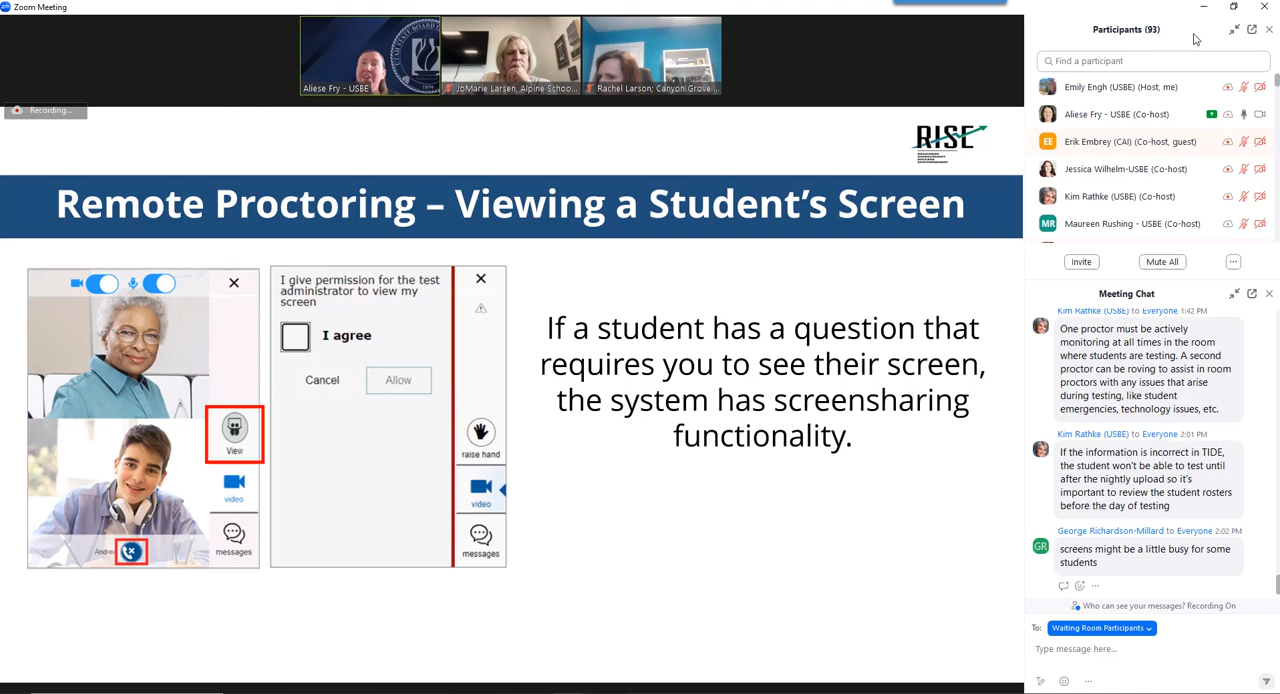 Zoom Meeting
Aliese Fry - USBE
JoMarie Larsen, Alpine Schoo...
Rachel Larson; Canyon Grove ...
Recording...
RISE
Remote Proctoring – Viewing a Student's Screen
View
video
messages
Andre
I give permission for the test
administrator to view my
screen
I agree
Cancel
Allow
raise hand
video
messages
If a student has a question that
requires you to see their screen,
the system has screensharing
functionality.
Participants (93)
Find a participant
Emily Engh (USBE) (Host, me)
Aliese Fry - USBE (Co-host)
EE
Erik Embrey (CAI) (Co-host, guest)
Jessica Wilhelm-USBE (Co-host)
Kim Rathke (USBE) (Co-host)
MR
Maureen Rushing - USBE (Co-host)
Invite
Mute All
Meeting Chat
Kim Rathke (USBE) to Everyone 1:42 PM
One proctor must be actively
monitoring at all times in the room
where students are testing. A second
proctor can be roving to assist in room
proctors with any issues that arise
during testing, like student
emergencies, technology issues, etc.
Kim Rathke (USBE) to Everyone 2:01 PM
If the information is incorrect in TIDE,
the student won't be able to test until
after the nightly upload so it's
important to review the student rosters
before the day of testing
George Richardson-Millard to Everyone 2:02 PM
GR
screens might be a little busy for some
students
Who can see your messages? Recording On
To:
Waiting Room Participants
Type message here...